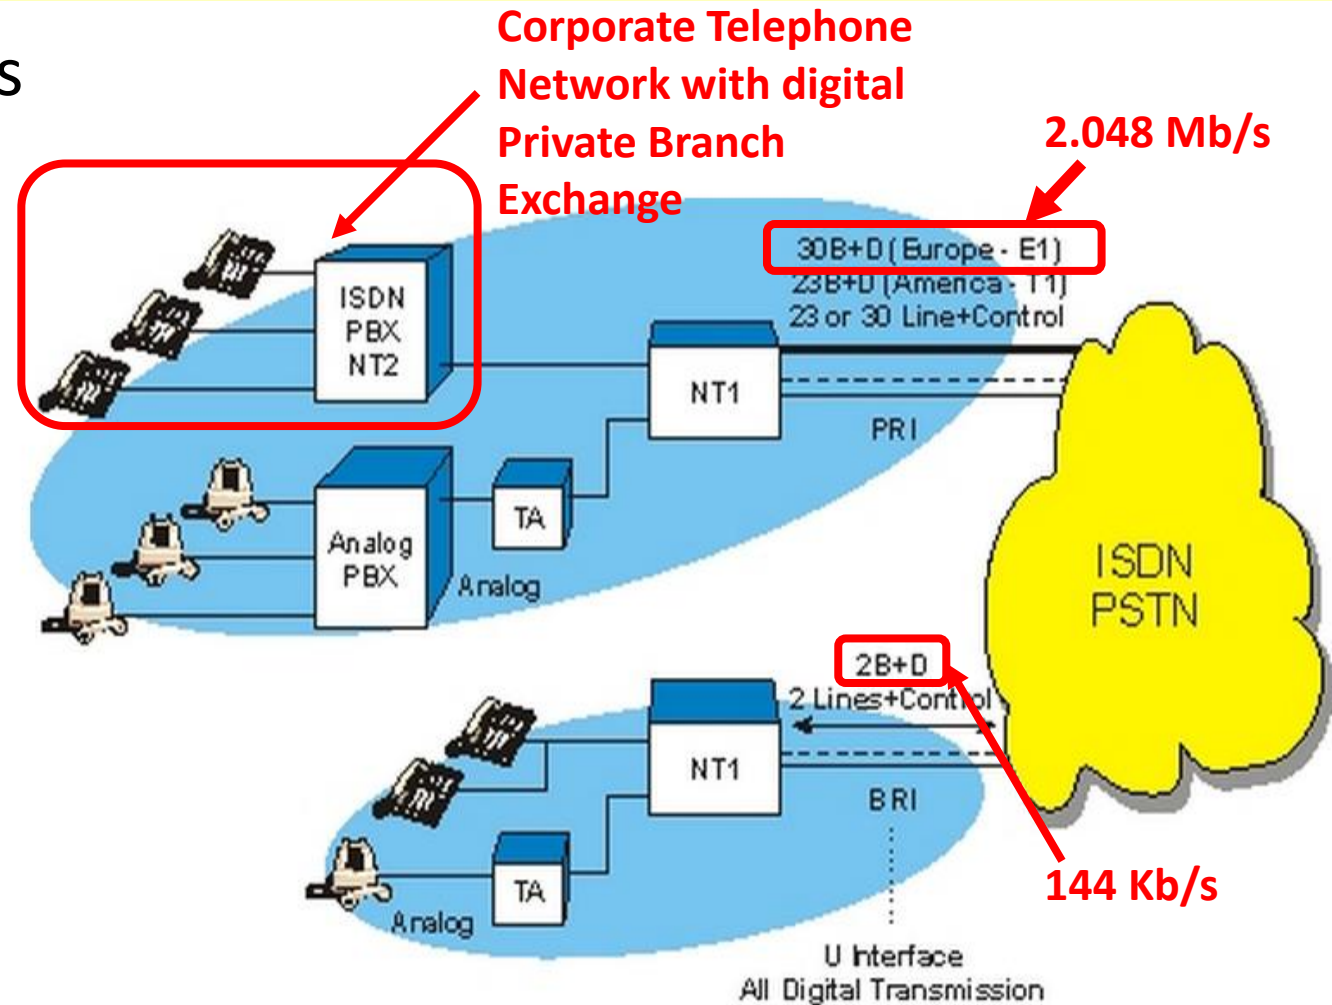 s
Corporate Telephone
Network with digital
Private Branch
Exchange
2.048 Mb/s
30B+D (Europe - E1)
23B+D (America - T1)
23 or 30 Line+Control
ISDN
PBX
NT2
NT1
PRI
Analog
PBX
TA
Analog
ISDN
PSTN
2B+D
2 Lines+Control
NT1
BRI
TA
Analog
144 Kb/s
U Interface
All Digital Transmission